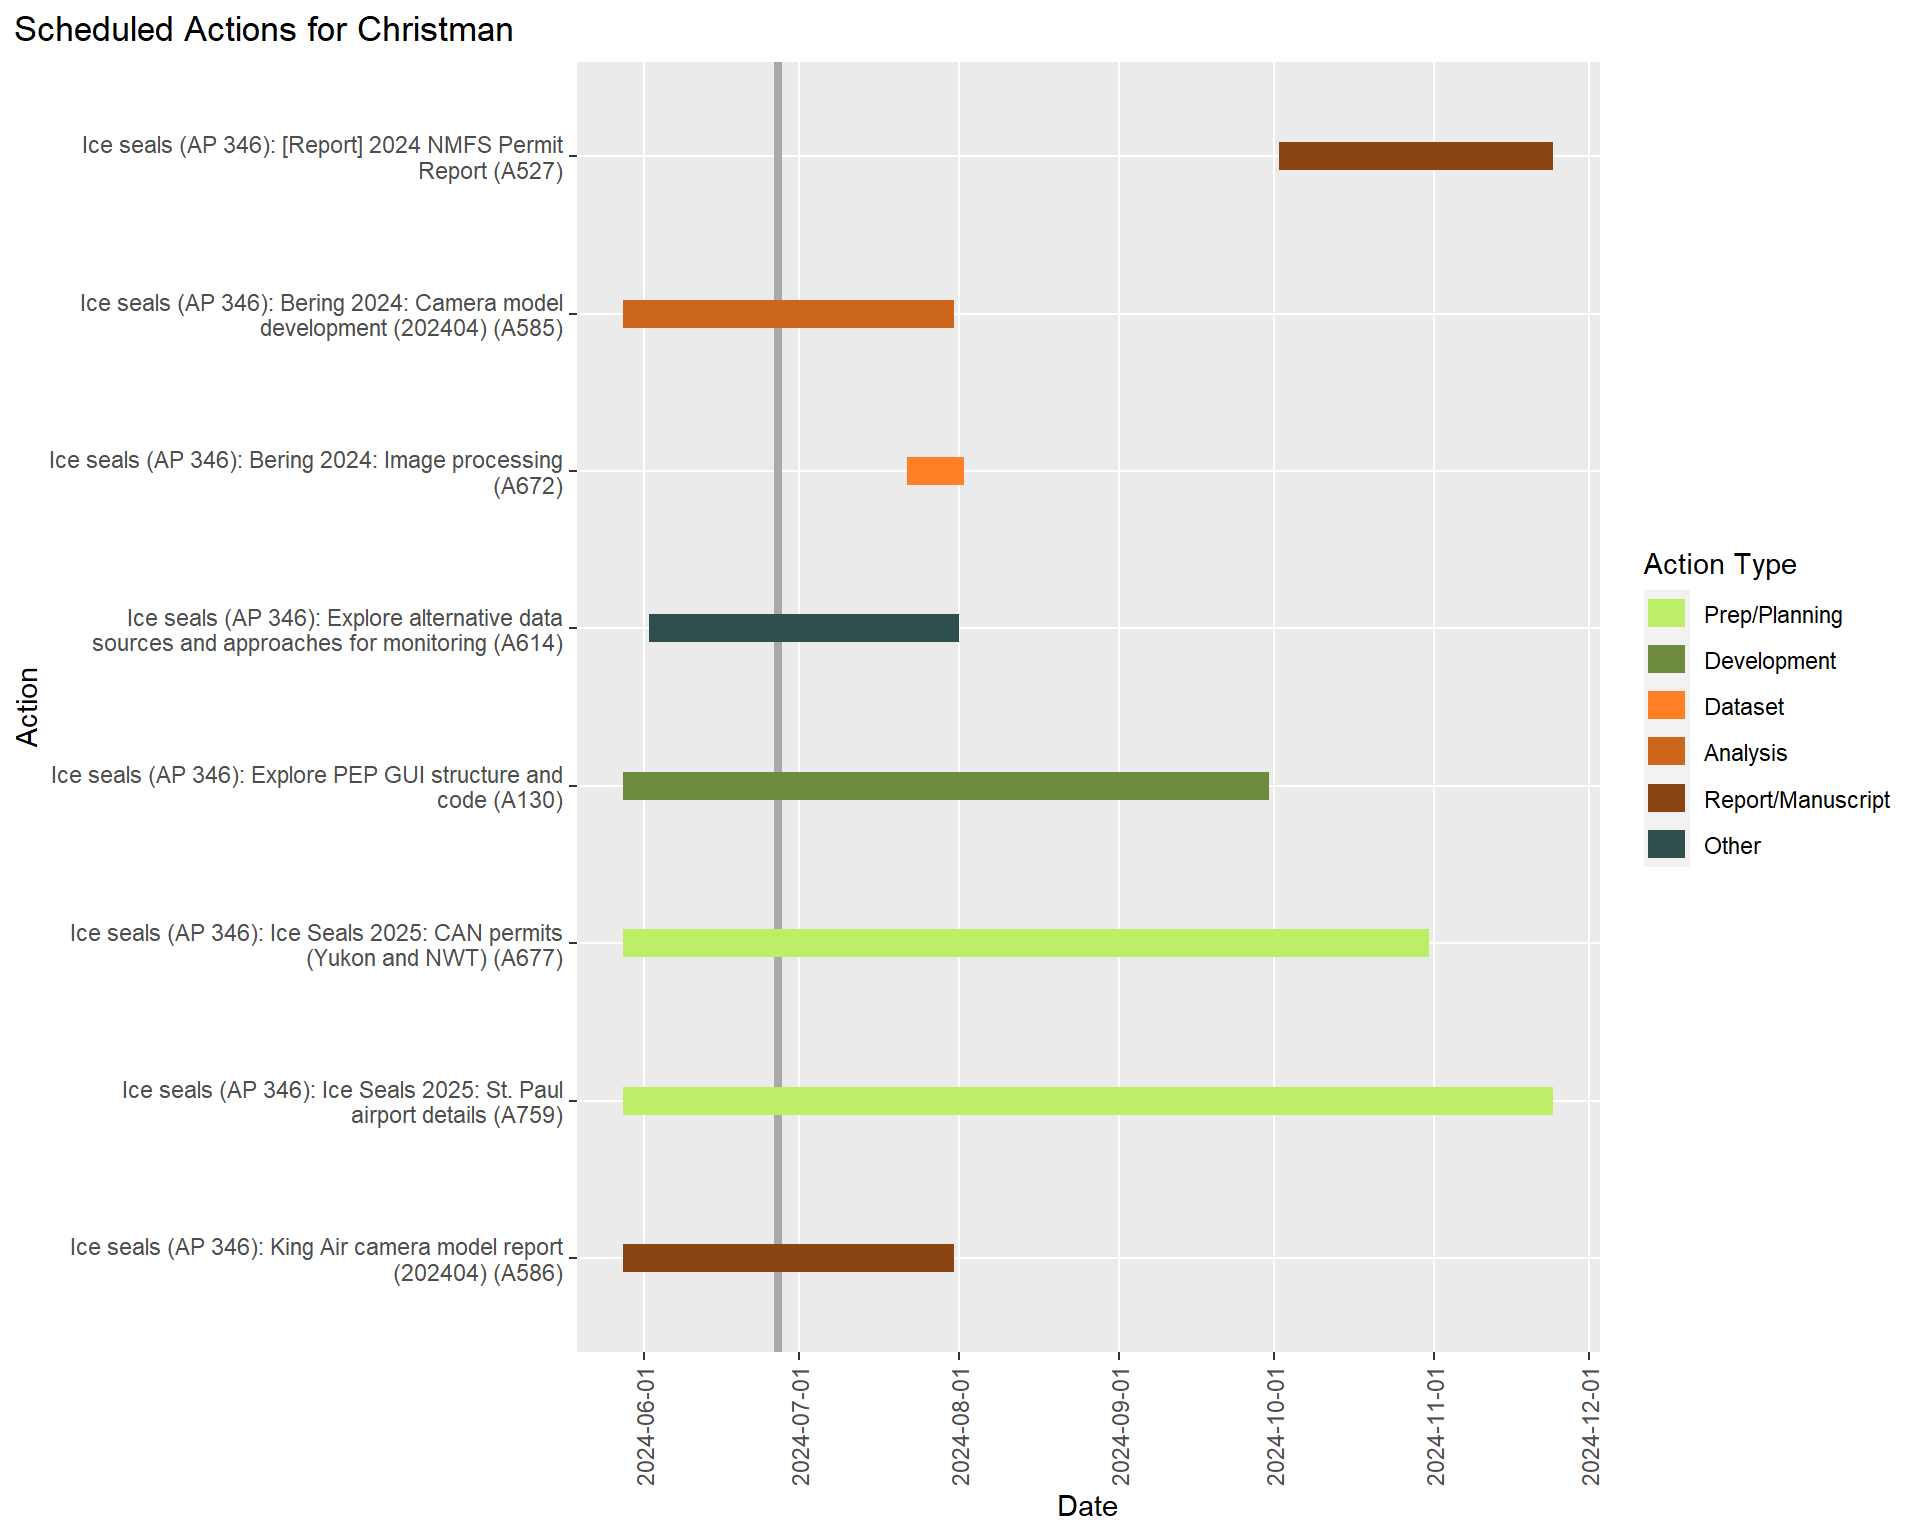 Scheduled Actions for Christman
Ice seals (AP 346): [Report] 2024 NMFS Permit
Report (A527)
Ice seals (AP 346): Bering 2024: Camera model
development (202404) (A585)
Ice seals (AP 346): Bering 2024: Image processing
(A672)
Ice seals (AP 346): Explore alternative data
sources and approaches for monitoring (A614)
Ice seals (AP 346): Explore PEP GUI structure and
code (A130)
Ice seals (AP 346): Ice Seals 2025: CAN permits
(Yukon and NWT) (A677)
Ice seals (AP 346): Ice Seals 2025: St. Paul
airport details (A759)
Ice seals (AP 346): King Air camera model report
(202404) (A586)
Action
2024-06-01
2024-07-01
2024-08-01
2024-09-01
2024-10-01
2024-11-01
2024-12-01
Date
Action Type
Prep/Planning
Development
Dataset
Analysis
Report/Manuscript
Other